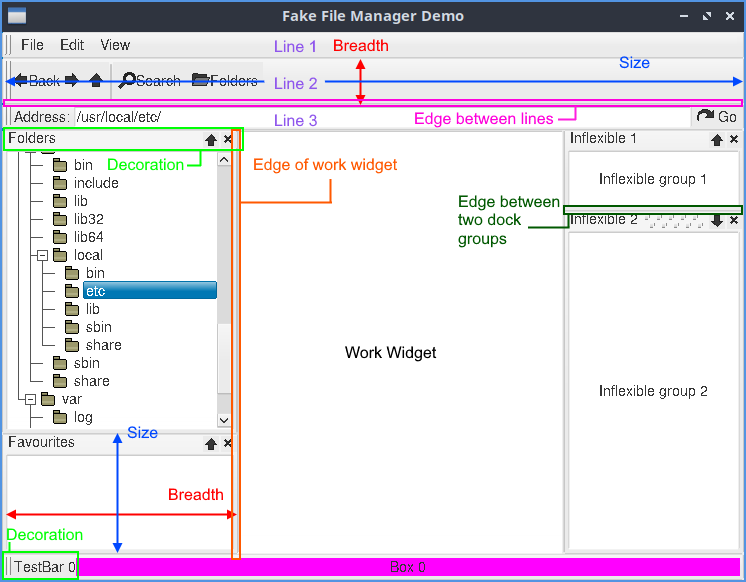 Fake File Manager Demo
File Edit View Line 1 Breadth
Back Search Folders Line 2 Size
Address: /usr/local/etc/ Line 3 Edge between lines Go
Folders
Decoration
bin
include
lib
lib32
lib64
local
bin
etc
lib
sbin
share
sbin
share
var
log
Edge of work widget
Inflexible 1
Inflexible group 1
Edge between
two dock
groups
Inflexible 2
Work Widget
Inflexible group 2
Favourites
Size
Breadth
Decoration
TestBar 0 Box 0